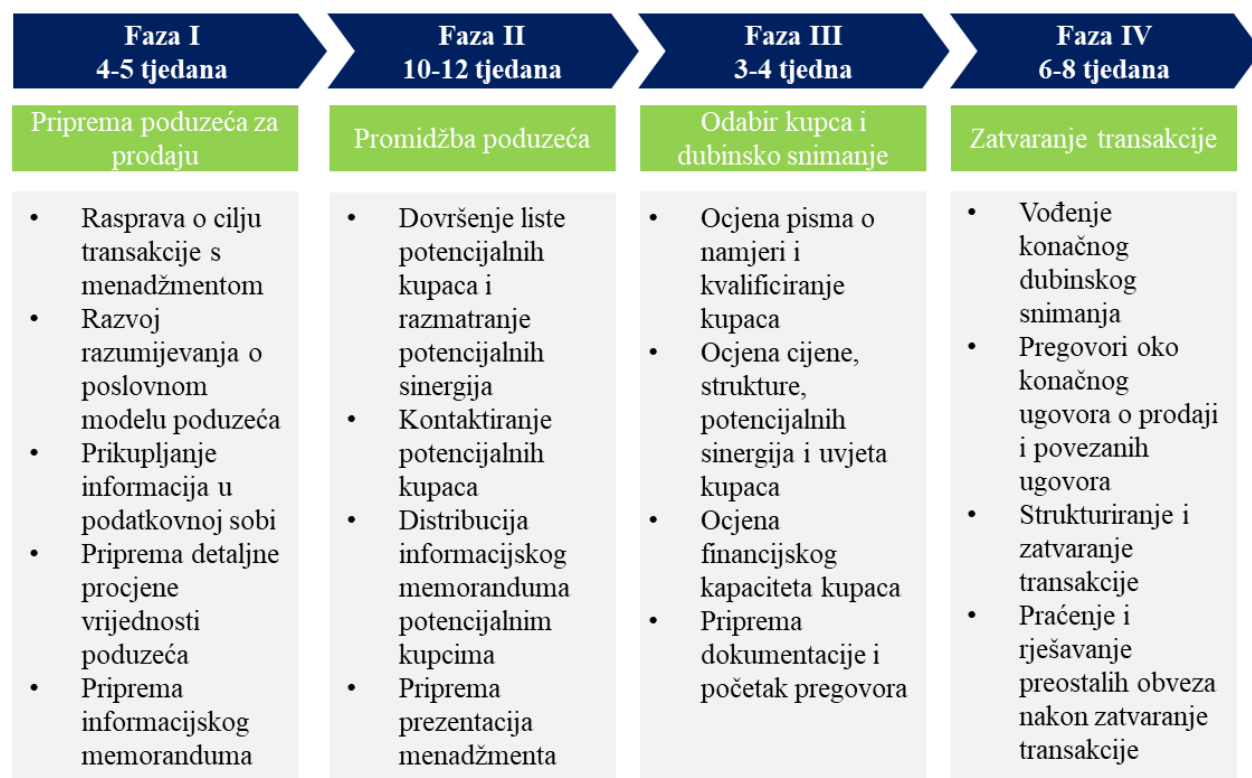 Faza I
4-5 tjedana
Priprema poduzeća za
prodaju
• Rasprava o cilju
transakcije s
menadžmentom
• Razvoj
razumijevanja o
poslovnom
modelu poduzeća
• Prikupljanje
informacija u
podatkovnoj sobi
• Priprema detaljne
procjene
vrijednosti
poduzeća
• Priprema
informacijskog
memoranduma
Faza II
10-12 tjedana
Promidžba poduzeća
• Dovršenje liste
potencijalnih
kupaca i
razmatranje
potencijalnih
sinergija
• Kontaktiranje
potencijalnih
kupaca
• Distribucija
informacijskog
memoranduma
potencijalnim
kupcima
• Priprema
prezentacija
menadžmenta
Faza III
3-4 tjedna
Odabir kupca i
dubinsko snimanje
• Ocjena pisma o
namjeri i
kvalificiranje
kupaca
• Ocjena cijene,
strukture,
potencijalnih
sinergija i uvjeta
kupaca
• Ocjena
financijskog
kapaciteta kupaca
• Priprema
dokumentacije i
početak pregovora
Faza IV
6-8 tjedana
Zatvaranje transakcije
• Vođenje
konačnog
dubinskog
snimanja
• Pregovori oko
konačnog
ugovora o prodaji
i povezanih
ugovora
• Strukturiranje i
zatvaranje
transakcije
• Praćenje i
rješavanje
preostalih obveza
nakon zatvaranje
transakcije